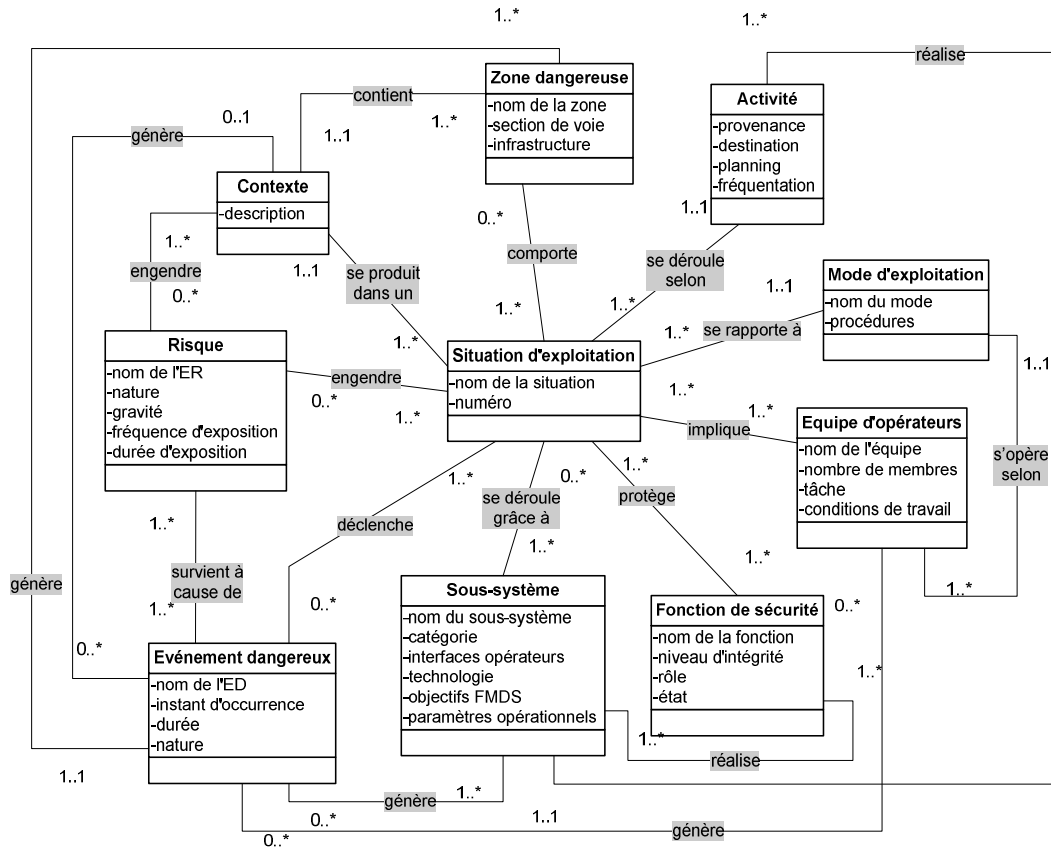 1..*
1..*
réalise
Zone dangereuse
-nom de la zone
-section de voie
-infrastructure
Activité
-provenance
-destination
-planning
-fréquentation
contient
1..*
1..1
0..1
génère
Contexte
-description
1..*
engendre
0..*
1..1
se produit
dans un
1..*
0..*
comporte
1..*
1..1
se déroule
selon
1..*
Mode d'exploitation
-nom du mode
-procédures
1..1
se rapporte à
1..*
1..1
Risque
-nom de l'ER
-nature
-gravité
-fréquence d'exposition
-durée d'exposition
engendre
0..*
1..*
Situation d'exploitation
-nom de la situation
-numéro
1..*
1..*
implique
Equipe d'opérateurs
-nom de l'équipe
-nombre de membres
-tâche
-conditions de travail
s'opère
selon
1..*
1..*
déclenche
0..*
se déroule
grâce à
0..*
1..*
1..*
protège
1..*
1..*
survient à
cause de
1..*
génère
0..*
Evénement dangereux
-nom de l'ED
-instant d'occurrence
-durée
-nature
Sous-système
-nom du sous-système
-catégorie
-interfaces opérateurs
-technologie
-objectifs FMDS
-paramètres opérationnels
Fonction de sécurité
-nom de la fonction
-niveau d'intégrité
-rôle
-état
0..*
1..*
1..*
réalise
1..1
génère
1..*
0..*
0..*
1..1
génère